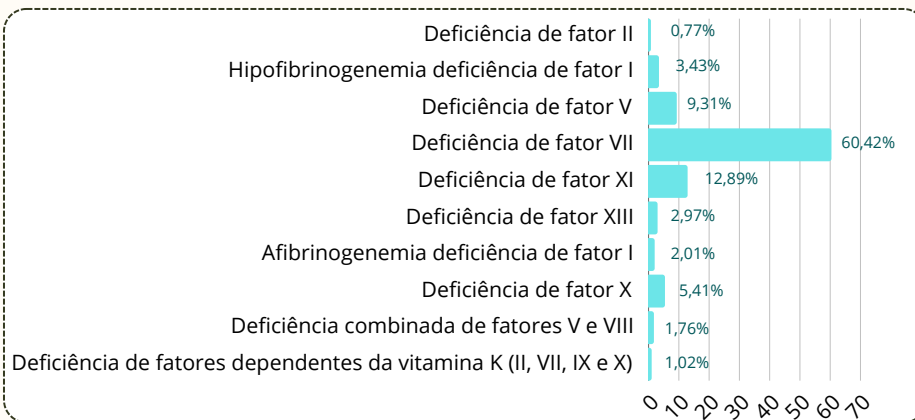 Deficiência de fator II 0,77%
Hipofibrinogenemia deficiência de fator I 3,43%
Deficiência de fator V 9,31%
Deficiência de fator VII 60,42%
Deficiência de fator XI 12,89%
Deficiência de fator XIII 2,97%
Afibrinogenemia deficiência de fator I 2,01%
Deficiência de fator X 5,41%
Deficiência combinada de fatores V e VIII 1,76%
Deficiência de fatores dependentes da vitamina K (II, VII, IX e X) 1,02%
0 10 20 30 40 50 60 70